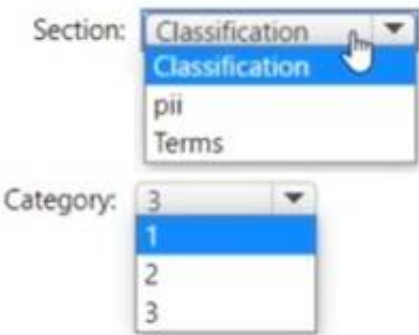 Section: Classification
Classification
pii
Terms
Category: 3
1
2
3